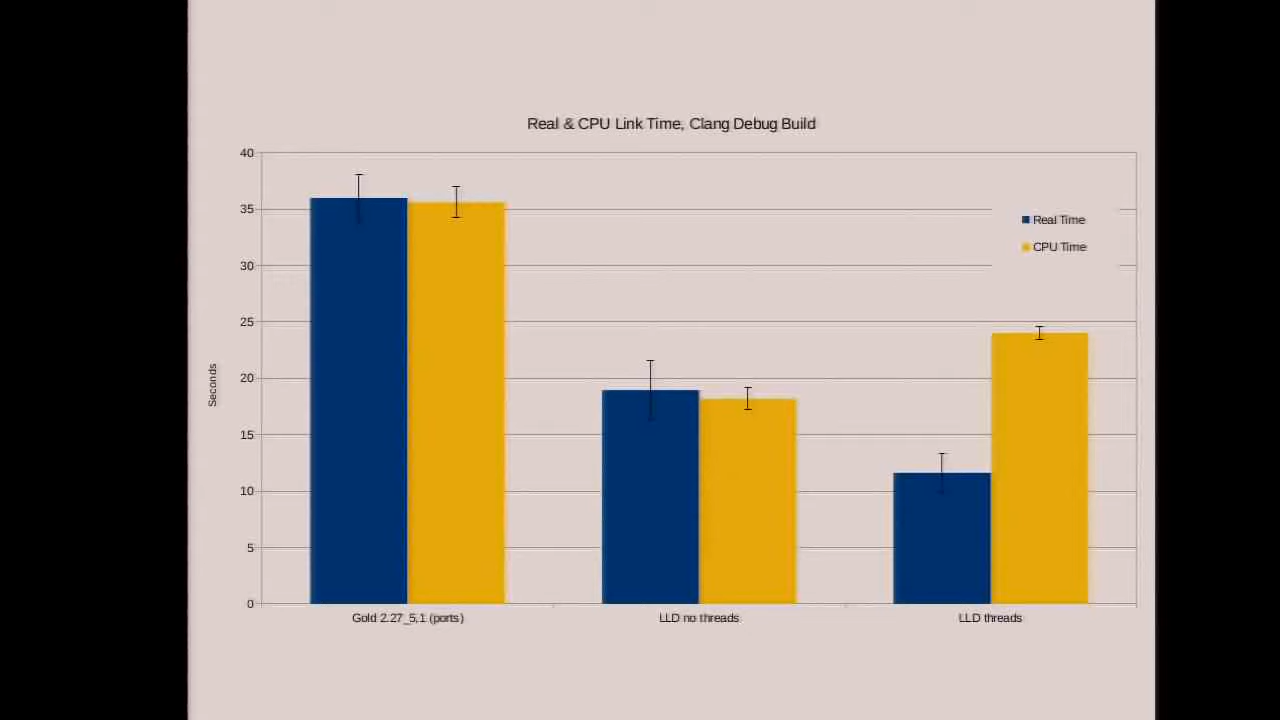 Real & CPU Link Time, Clang Debug Build
40
35
30
25
20
15
10
5
0
Seconds
Real Time
CPU Time
Gold 2.27_5,1 (ports)
LLD no threads
LLD threads